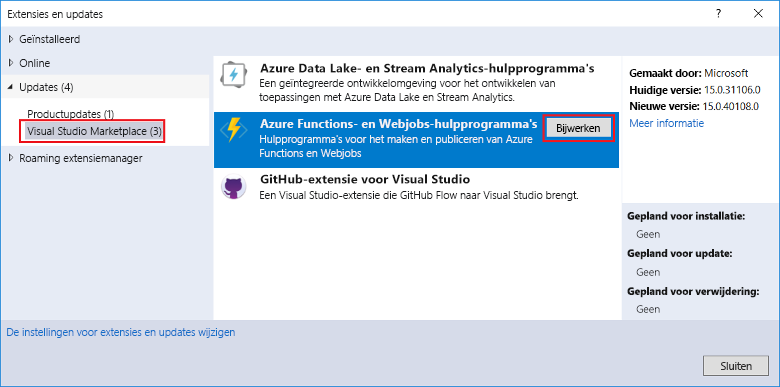 Extensies en updates
Geïnstalleerd
Online
Updates (4)
Productupdates (1)
Visual Studio Marketplace (3)
Roaming extensiemanager
Azure Data Lake- en Stream Analytics-hulpprogramma's
Een geïntegreerde ontwikkelomgeving voor het ontwikkelen van
toepassingen met Azure Data Lake en Stream Analytics.
Azure Functions- en Webjobs-hulpprogramma's
Bijwerken
Hulpprogramma's voor het maken en publiceren van Azure
Functions en Webjobs
GitHub-extensie voor Visual Studio
Een Visual Studio-extensie die GitHub Flow naar Visual Studio brengt.
Gemaakt door: Microsoft
Huidige versie: 15.0.31106.0
Nieuwe versie: 15.0.40108.0
Meer informatie
Gepland voor installatie:
Geen
Gepland voor update:
Geen
Gepland voor verwijdering:
Geen
De instellingen voor extensies en updates wijzigen
Sluiten